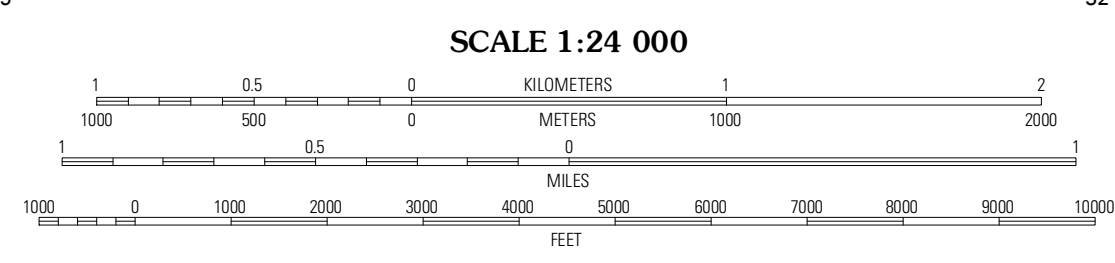 SCALE 1:24 000
1 0.5 0 KILOMETERS 1 2
1000 500 0 METERS 1000 2000
1 0.5 0 1
MILES
1000 0 1000 2000 3000 4000 5000 6000 7000 8000 9000 10000
FEET